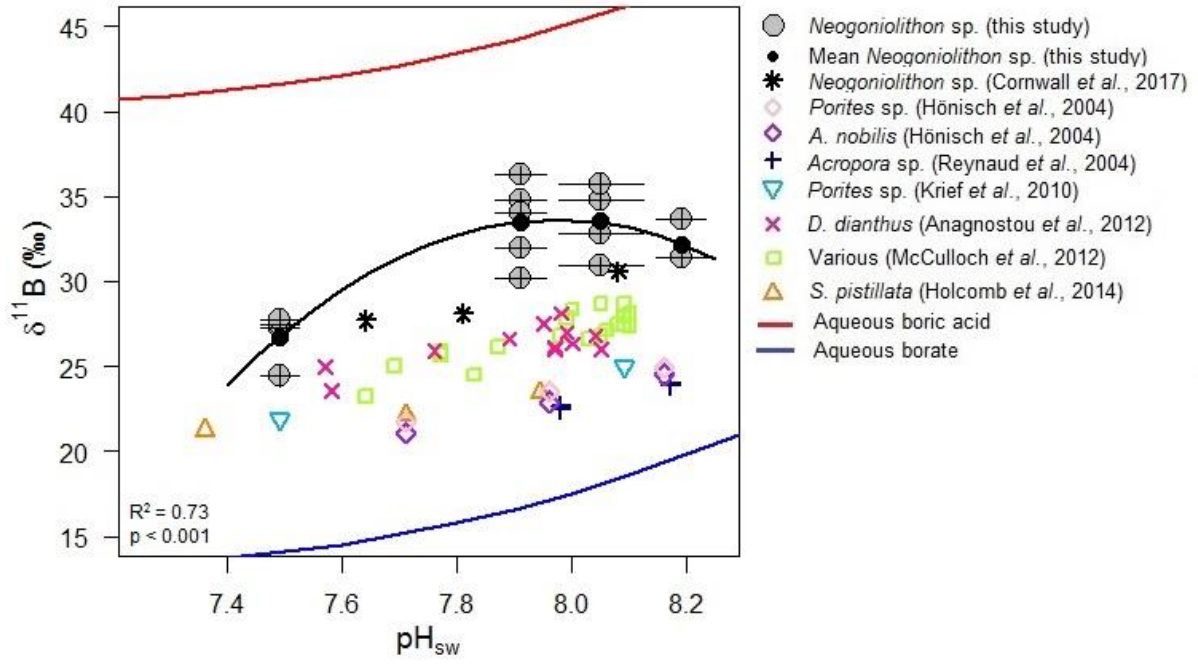 45
40
35
30
25
20
15
δ¹¹B (‰)
R² = 0.73
p < 0.001
7.4 7.6 7.8 8.0 8.2
pHsw
Neogoniolithon sp. (this study)
Mean Neogoniolithon sp. (this study)
Neogoniolithon sp. (Cornwall et al., 2017)
Porites sp. (Hönisch et al., 2004)
A. nobilis (Hönisch et al., 2004)
Acropora sp. (Reynaud et al., 2004)
Porites sp. (Krief et al., 2010)
D. dianthus (Anagnostou et al., 2012)
Various (McCulloch et al., 2012)
S. pistillata (Holcomb et al., 2014)
Aqueous boric acid
Aqueous borate